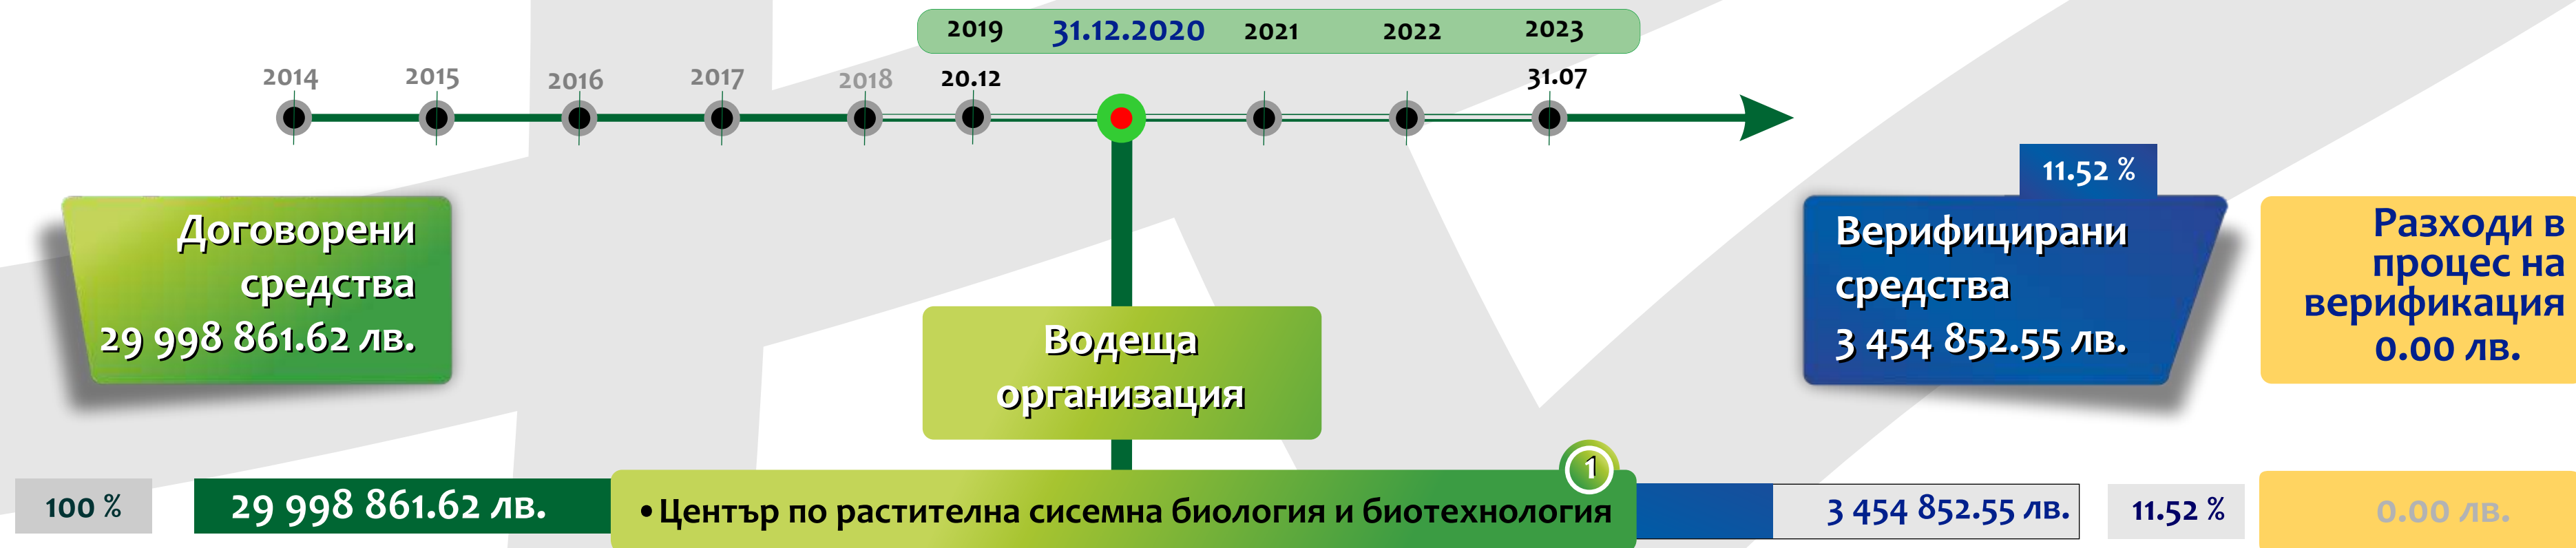 2019 31.12.2020 2021 2022 2023
2014 2015 2016 2017 2018 20.12 31.07
11.52 %
Договорени
средства
29 998 861.62 лв.
Водеща
организация
Верифицирани
средства
3 454 852.55 лв.
Разходи в
процес на
верификация
0.00 лв.
1
100 % 29 998 861.62 лв. •Център по растителна сисемна биология и биотехнология 3 454 852.55 лв. 11.52 % 0.00 лв.